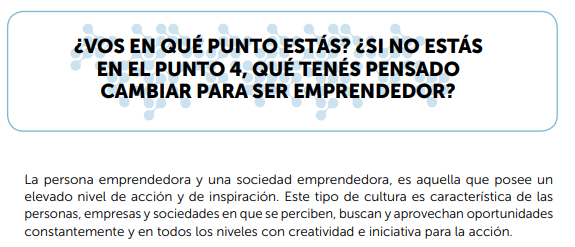 ¿VOS EN QUÉ PUNTO ESTÁS? ¿SI NO ESTÁS
EN EL PUNTO 4, QUÉ TENÉS PENSADO
CAMBIAR PARA SER EMPRENDEDOR?
La persona emprendedora y una sociedad emprendedora, es aquella que posee un
elevado nivel de acción y de inspiración. Este tipo de cultura es característica de las
personas, empresas y sociedades en que se perciben, buscan y aprovechan oportunidades
constantemente y en todos los niveles con creatividad e iniciativa para la acción.